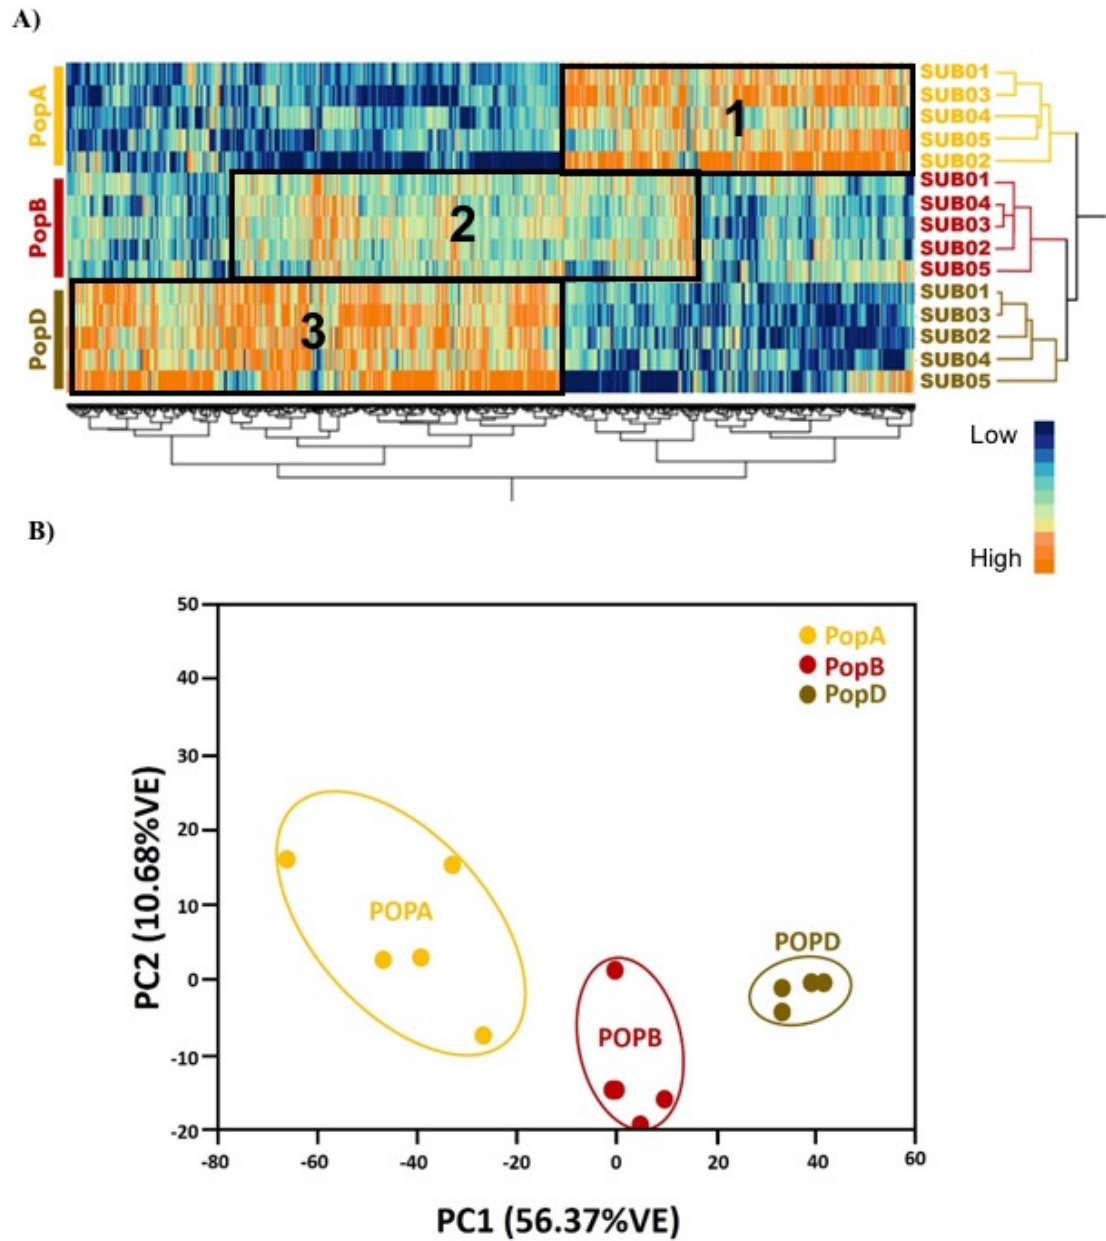 A)
PopA
PopB
PopD
1
2
3
SUB01
SUB03
SUB04
SUB05
SUB02
SUB01
SUB04
SUB03
SUB02
SUB05
SUB01
SUB03
SUB02
SUB04
SUB05
Low
High
B)
PopA
PopB
PopD
50
40
30
20
10
0
-10
-20
PC2 (10.68%VE)
POPA
POPB
POPD
-80
-60
-40
-20
0
20
40
60
PC1 (56.37%VE)